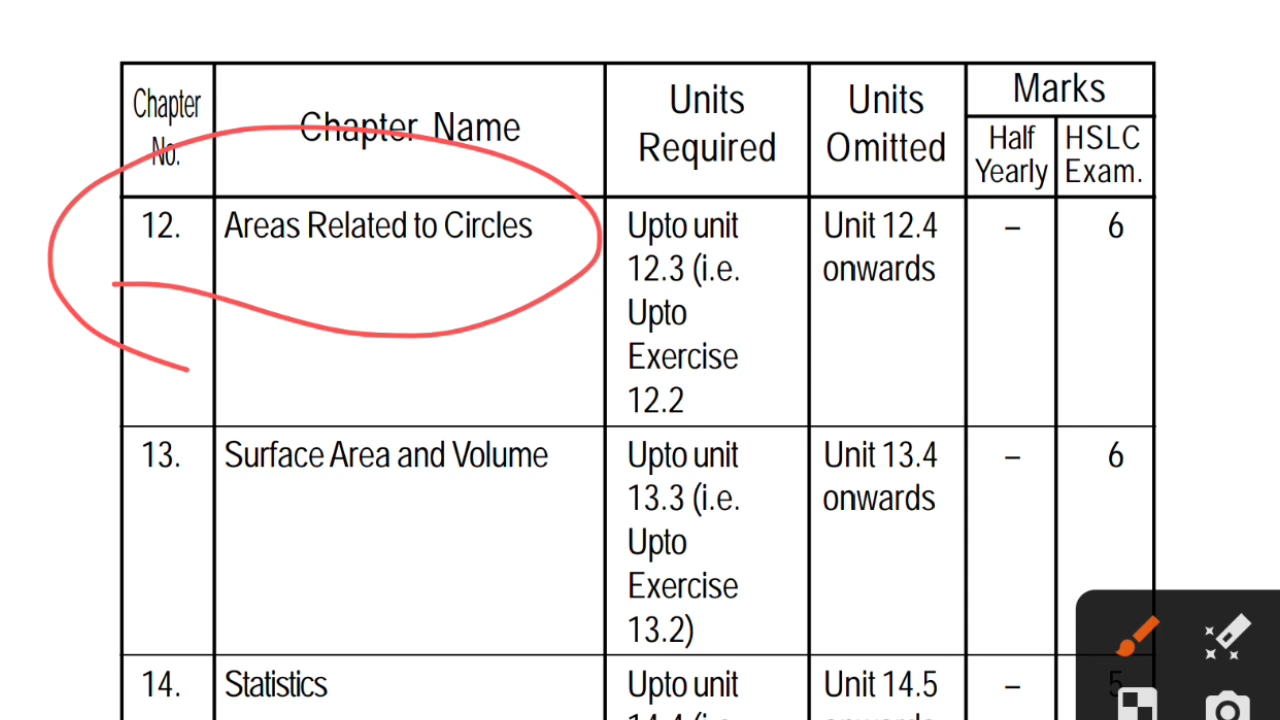 Chapter No.
Chapter Name
Units Required
Units Omitted
Marks
Half Yearly
HSLC Exam.
12.
Areas Related to Circles
Upto unit
12.3 (i.e.
Upto
Exercise
12.2
Unit 12.4
onwards
–
6
13.
Surface Area and Volume
Upto unit
13.3 (i.e.
Upto
Exercise
13.2)
Unit 13.4
onwards
–
6
14.
Statistics
Upto unit
Unit 14.5
–
5